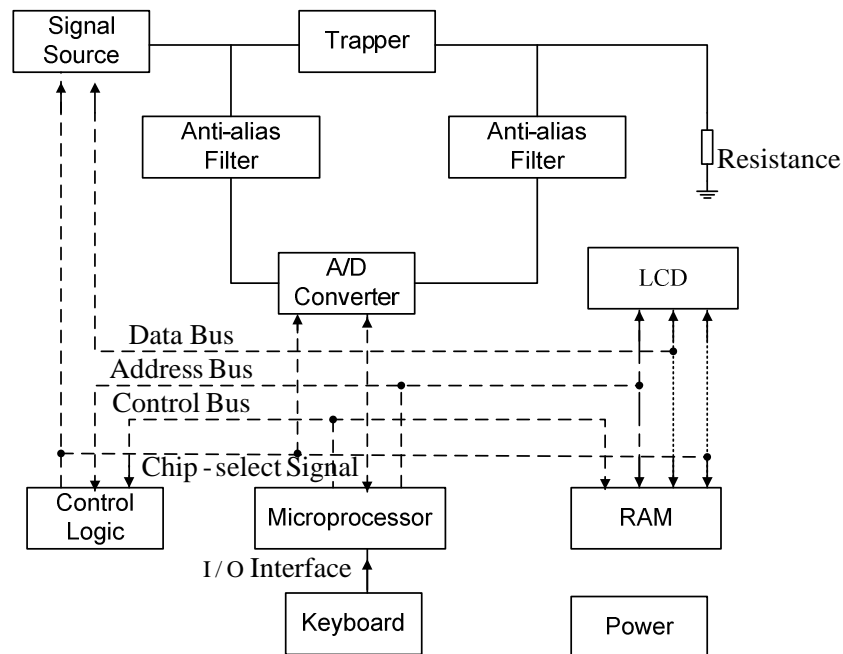 Signal
Source
Trapper
Anti-alias
Filter
Anti-alias
Filter
Resistance
A/D
Converter
LCD
Data Bus
Address Bus
Control Bus
Chip - select Signal
Control
Logic
Microprocessor
RAM
I / O Interface
Keyboard
Power